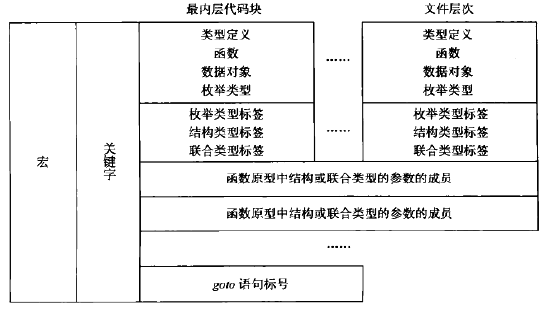 最内层代码块 文件层次
类型定义 类型定义
函数 函数
数据对象 …… 数据对象
枚举类型 枚举类型
枚举类型标签 枚举类型标签
结构类型标签 …… 结构类型标签
联合类型标签 联合类型标签
宏
关键字
函数原型中结构或联合类型的参数的成员
函数原型中结构或联合类型的参数的成员
……
goto 语句标号